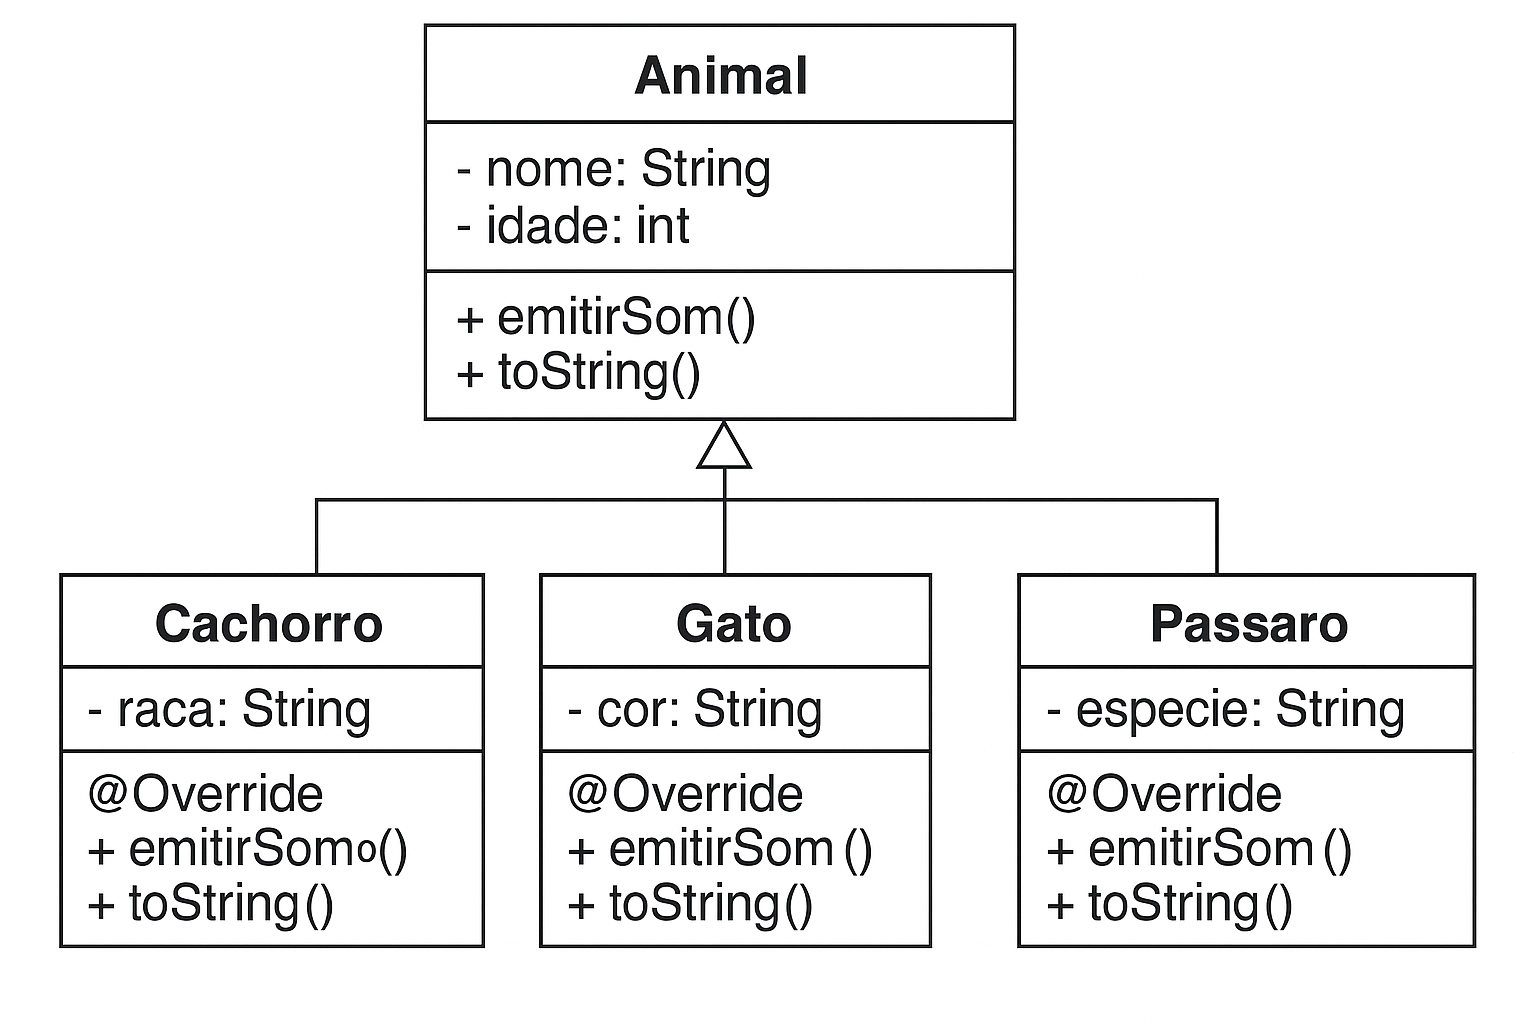 Animal
- nome: String
- idade: int
+ emitirSom()
+ toString()
Cachorro
- raca: String
@Override
+ emitirSomo()
+ toString()
Gato
- cor: String
@Override
+ emitirSom ()
+ toString()
Passaro
- especie: String
@Override
+ emitirSom ()
+ toString()